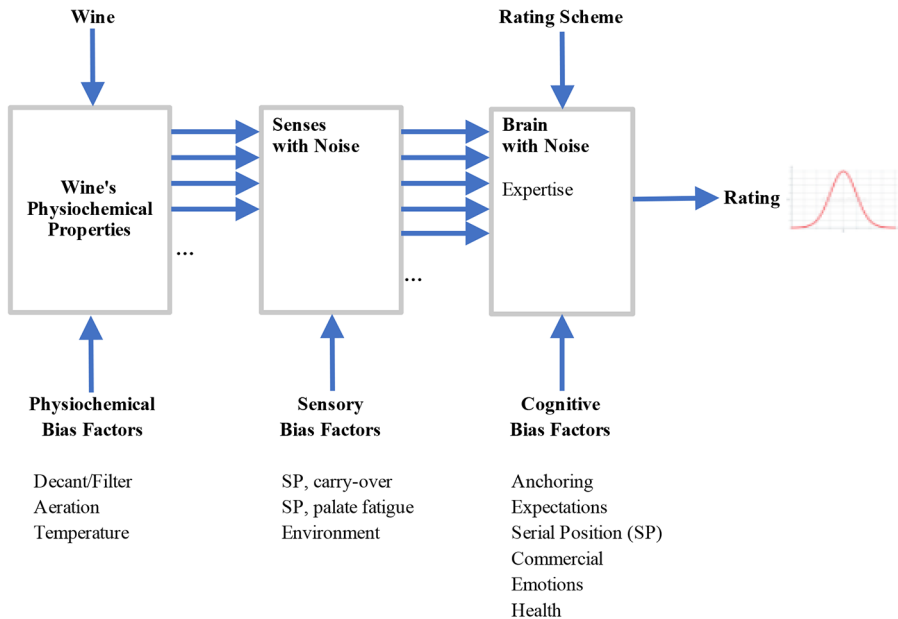 Wine
Rating Scheme
Wine's
Physiochemical
Properties
...
Senses
with Noise
...
Brain
with Noise
Expertise
Rating
Physiochemical
Bias Factors
Decant/Filter
Aeration
Temperature
Sensory
Bias Factors
SP, carry-over
SP, palate fatigue
Environment
Cognitive
Bias Factors
Anchoring
Expectations
Serial Position (SP)
Commercial
Emotions
Health